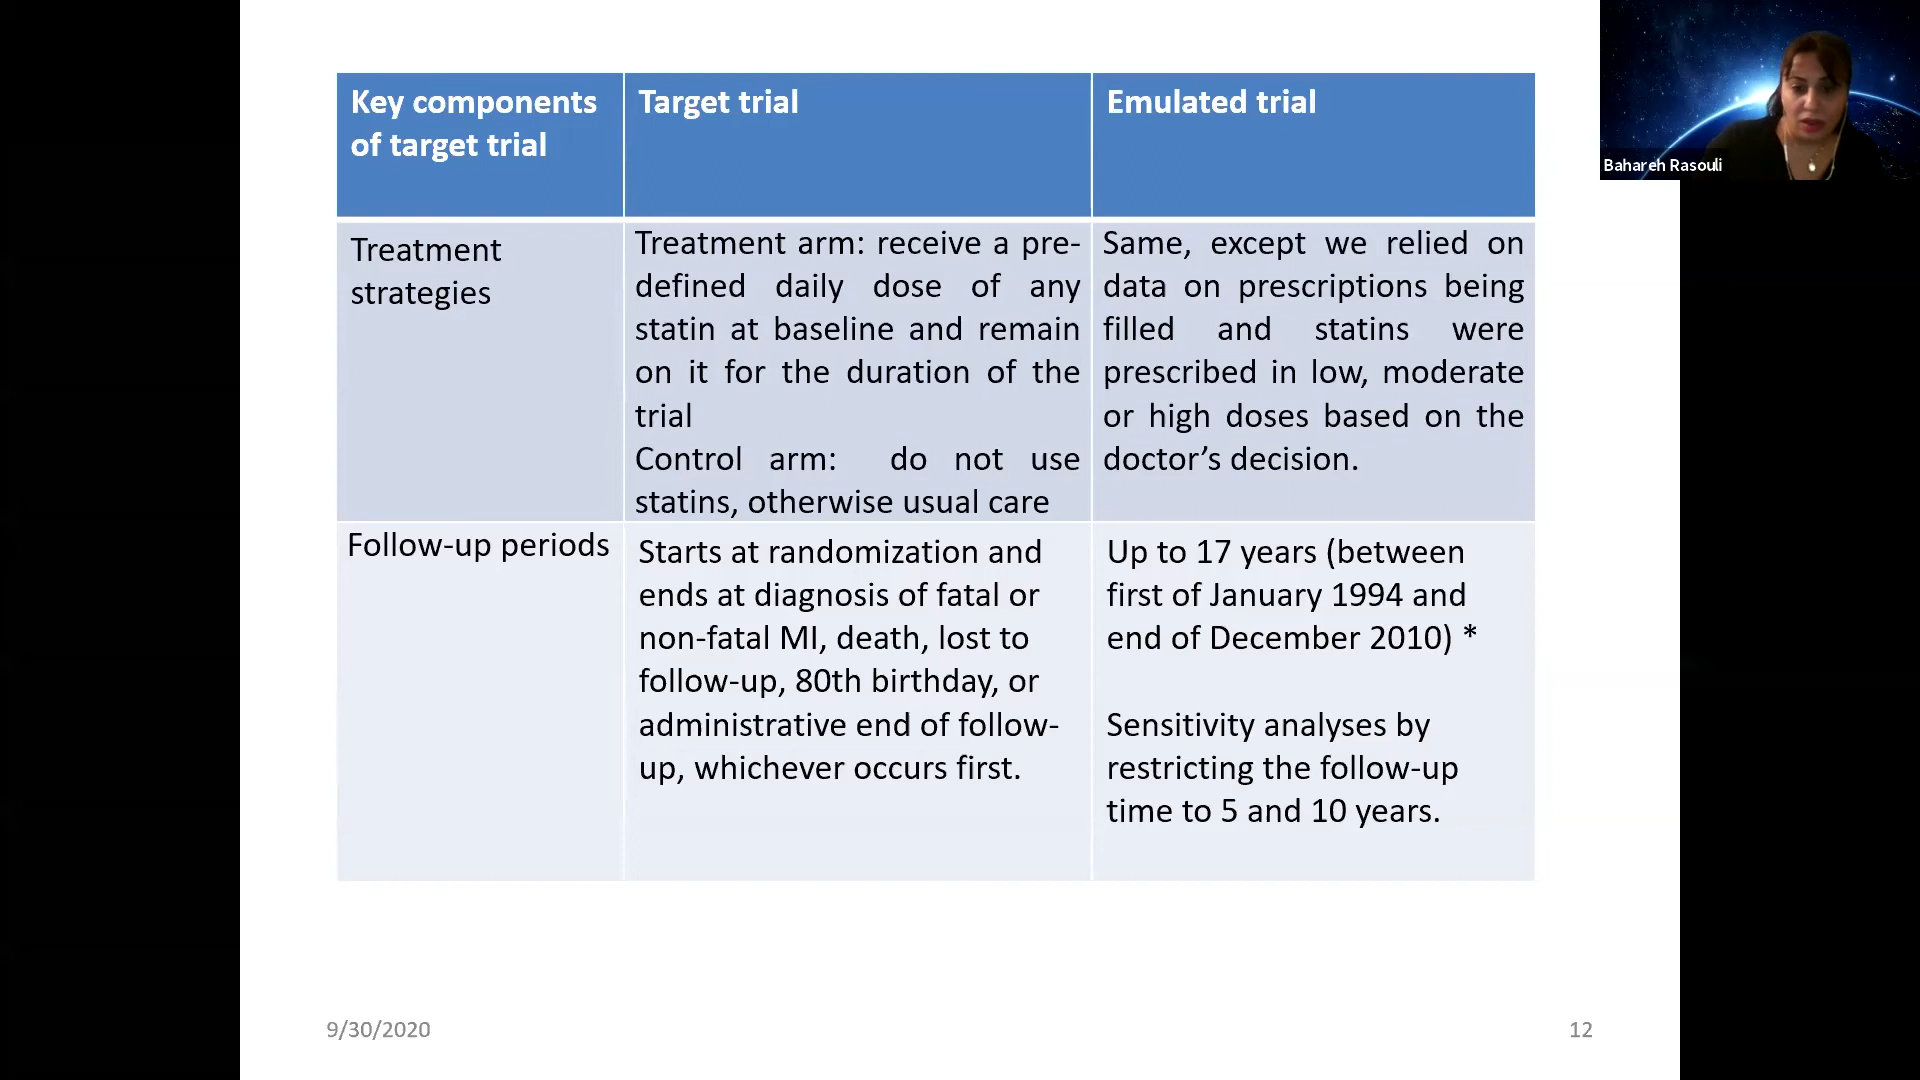 Key components
of target trial
Target trial
Emulated trial
Treatment
strategies
Treatment arm: receive a pre-
defined daily dose of any
statin at baseline and remain
on it for the duration of the
trial
Control arm: do not use
statins, otherwise usual care
Same, except we relied on
data on prescriptions being
filled and statins were
prescribed in low, moderate
or high doses based on the
doctor’s decision.
Follow-up periods
Starts at randomization and
ends at diagnosis of fatal or
non-fatal MI, death, lost to
follow-up, 80th birthday, or
administrative end of follow-
up, whichever occurs first.
Up to 17 years (between
first of January 1994 and
end of December 2010) *
Sensitivity analyses by
restricting the follow-up
time to 5 and 10 years.
Bahareh Rasouli
9/30/2020
12